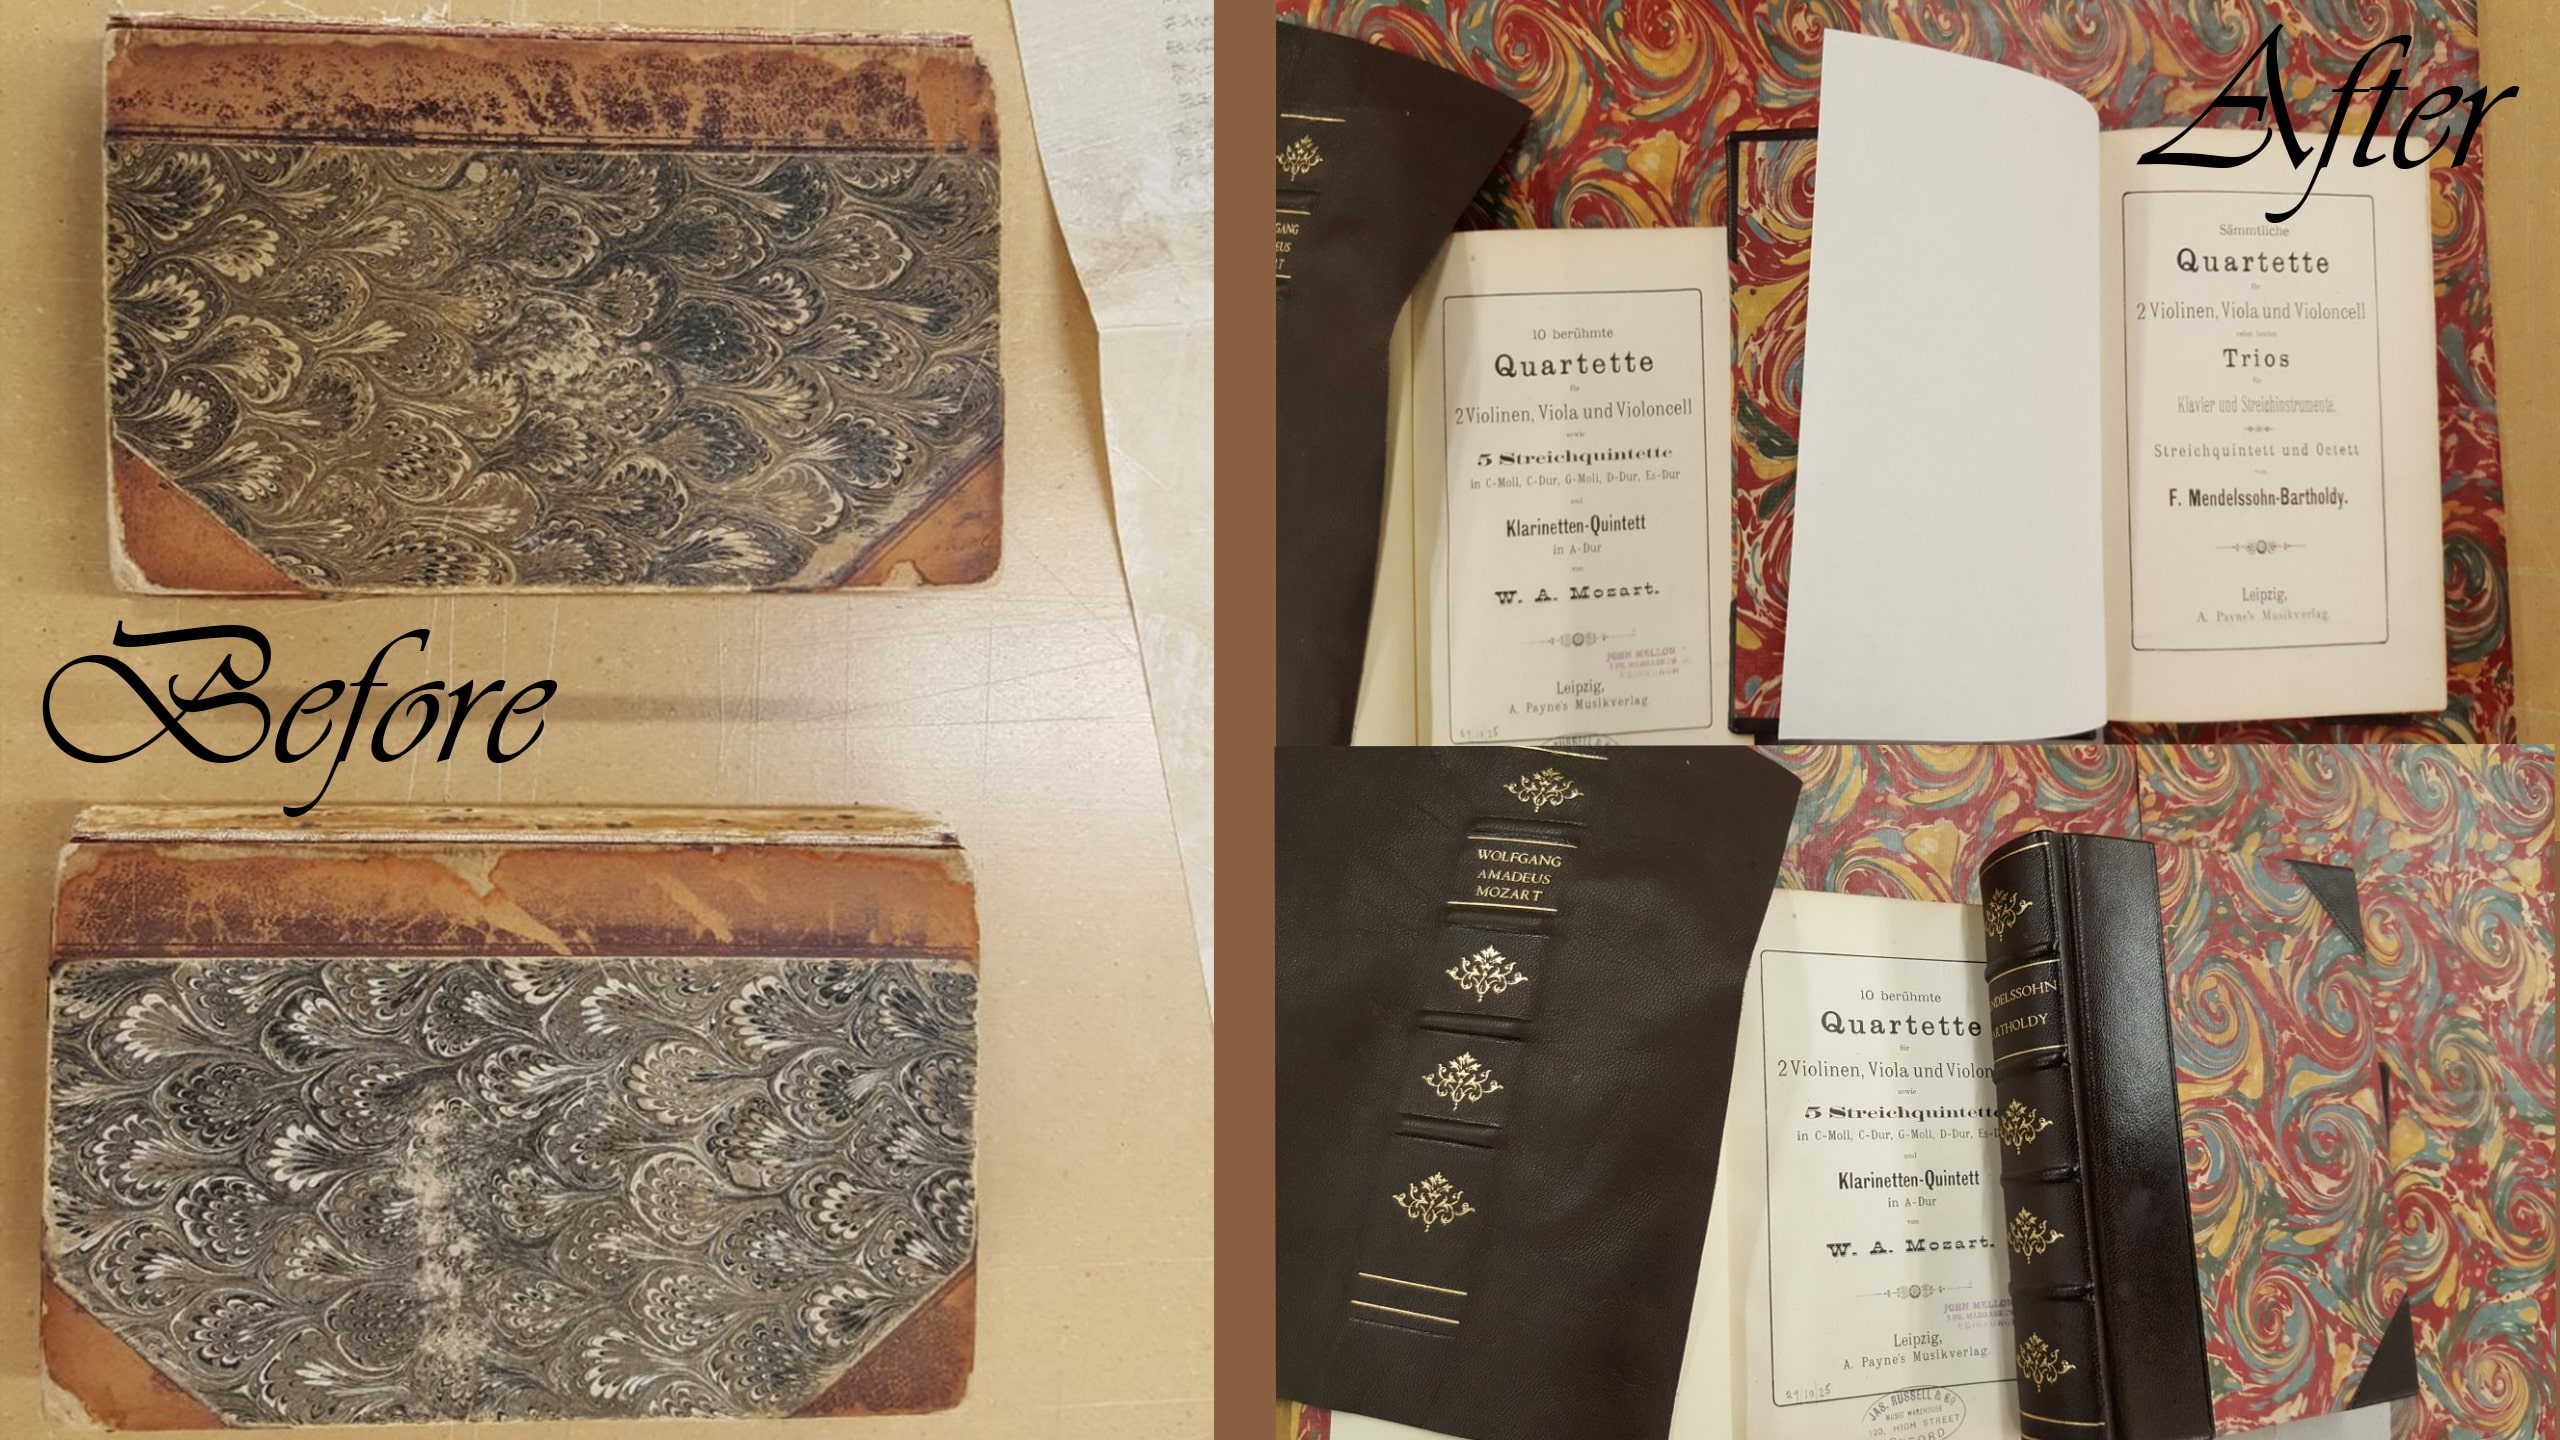 Before
After
10 berühmte
Quartette
für
2 Violinen, Viola und Violoncell
sowie
5 Streichquintette
in C-Moll, C-Dur, G-Moll, D-Dur, Es-Dur
und
Klarinetten-Quintett
in A-Dur
von
W. A. Mozart.
JOHN MELLON
EDINBURGH
Leipzig,
A. Payne's Musikverlag.
29/10/25
Sämmtliche
Quartette
für
2 Violinen, Viola und Violoncell
nebst beiden
Trios
für
Klavier und Streichinstrumente,
Streichquintett und Octett
von
F. Mendelssohn-Bartholdy.
Leipzig,
A. Payne's Musikverlag.
GANG
EUS
RT
WOLFGANG
AMADEUS
MOZART
10 berühmte
Quartette
für
2 Violinen, Viola und Violon
sowie
5 Streichquintette
in C-Moll, C-Dur, G-Moll, D-Dur, Es-D
und
Klarinetten-Quintett
in A-Dur
von
W. A. Mozart.
JOHN MELLON
EDINBURGH
Leipzig,
A. Payne's Musikverlag.
29/10/25
JAS. RUSSELL & Co
MUSIC WAREHOUSE
120, HIGH STREET
OXFORD
NDELSSOHN
ARTHOLDY